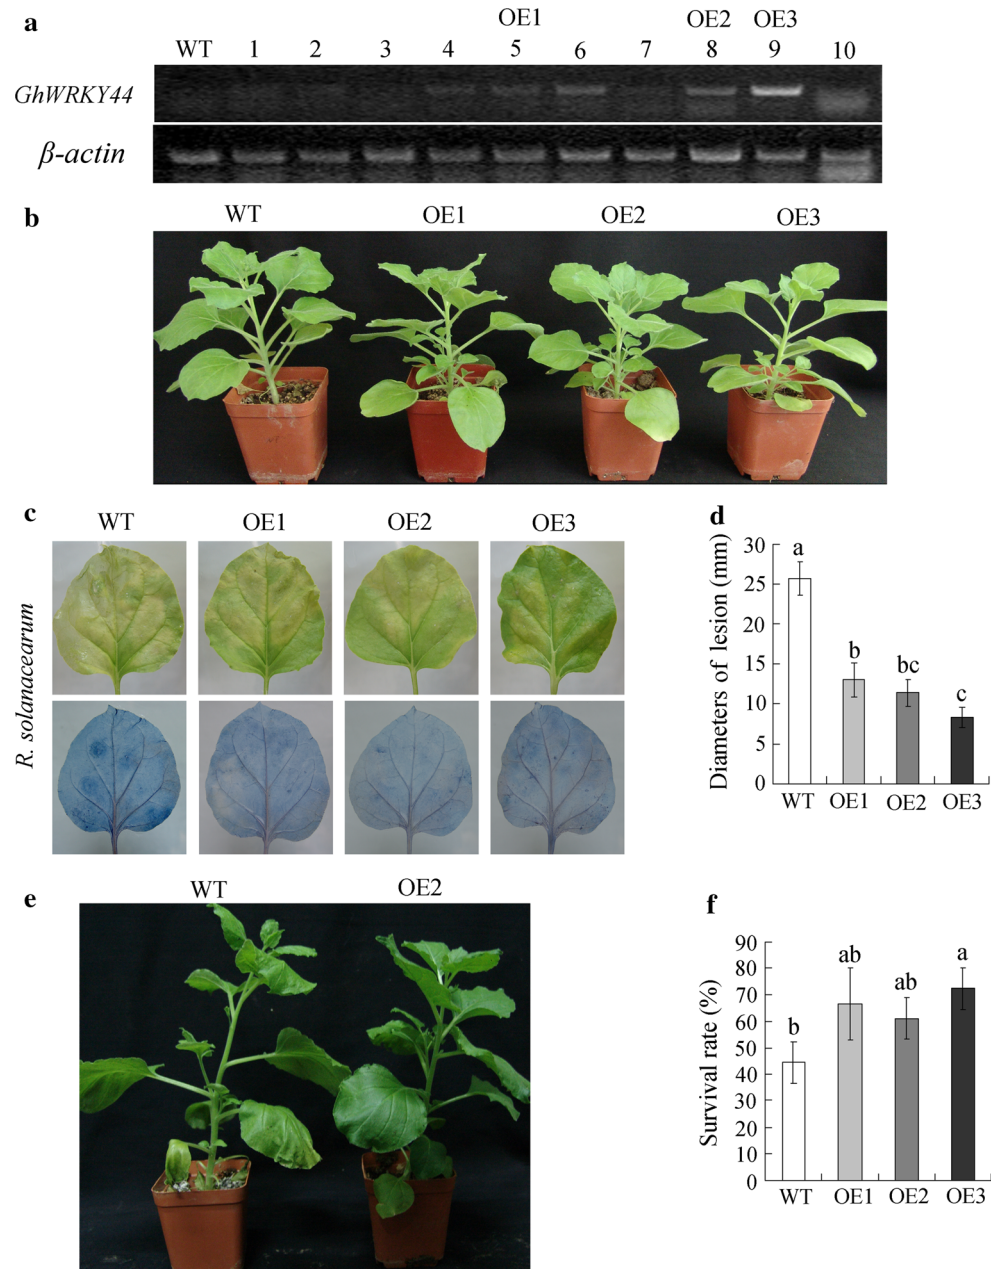 a
OE1 OE2 OE3
WT 1 2 3 4 5 6 7 8 9 10
GhWRKY44
β-actin
b
WT OE1 OE2 OE3
c
WT OE1 OE2 OE3
R. solanacearum
d
Diameters of lesion (mm)
30
25
20
15
10
5
0
a
b
bc
c
WT OE1 OE2 OE3
e
WT OE2
f
Survival rate (%)
90
80
70
60
50
40
30
20
10
0
b
ab
ab
a
WT OE1 OE2 OE3